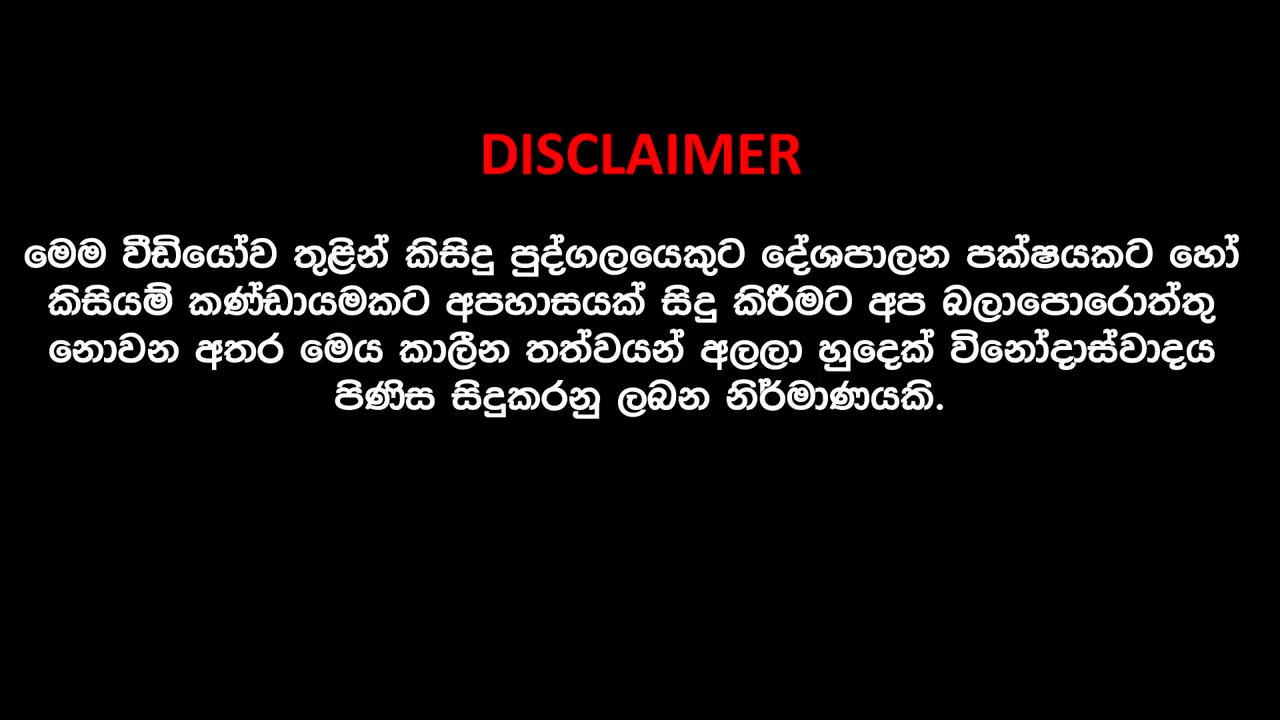 DISCLAIMER
මෙම වීඩියෝව තුළින් කිසිදු පුද්ගලයෙකුට දේශපාලන පක්ෂයකට හෝ
කිසියම් කණ්ඩායමකට අපහාසයක් සිදු කිරීමට අප බලාපොරොත්තු
නොවන අතර මෙය කාලීන තත්වයන් අලලා හුදෙක් විනෝදාස්වාදය
පිණිස සිදුකරනු ලබන නිර්මාණයකි.